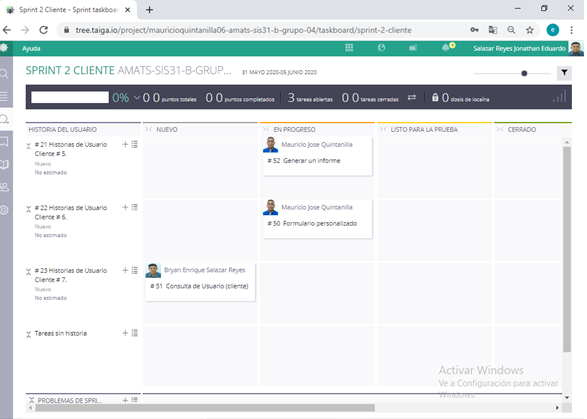 Sprint 2 Cliente - Sprint taskboa
tree.taiga.io/project/mauricioquintanilla06-amats-sis31-b-grupo-04/taskboard/sprint-2-cliente
Ayuda
Salazar Reyes Jonathan Eduardo
SPRINT 2 CLIENTE AMATS-SIS31-B-GRUP... 31 MAYO 2020-05 JUNIO 2020
0% 0 0 puntos totales 0 0 puntos completados 3 tareas abiertas 0 0 tareas cerradas 0 dosis de iocaína
HISTORIA DEL USUARIO NUEVO EN PROGRESO LISTO PARA LA PRUEBA CERRADO
# 21 Historias de Usuario
Cliente # 5.
Nuevo
No estimado
Mauricio Jose Quintanilla
# 52 Generar un informe
# 22 Historias de Usuario
Cliente # 6.
Nuevo
No estimado
Mauricio Jose Quintanilla
# 50 Formulario personalizado
# 23 Historias de Usuario
Cliente # 7.
Nuevo
No estimado
Bryan Enrique Salazar Reyes
# 51 Consulta de Usuario (cliente)
Tareas sin historia
Activar Windows
Ve a Configuración para activar
Windows.
PROBLEMAS DE SPRI...